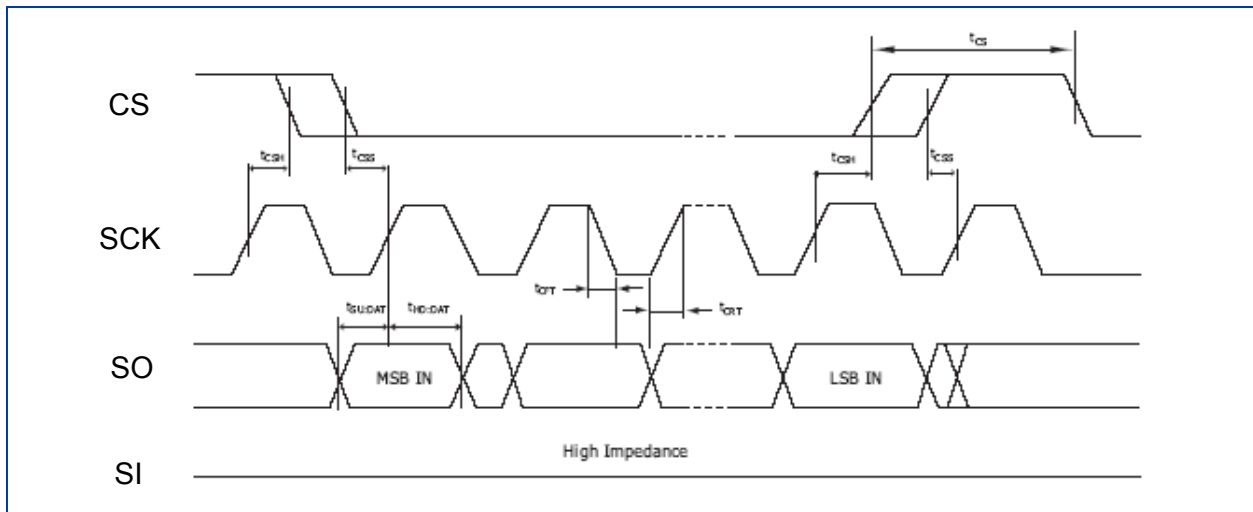 tCS
CS
tCSH
tCSS
tCSH
tCSS
SCK
tCFT
tCRT
tSU:DAT
tHD:DAT
SO
MSB IN
LSB IN
High Impedance
SI